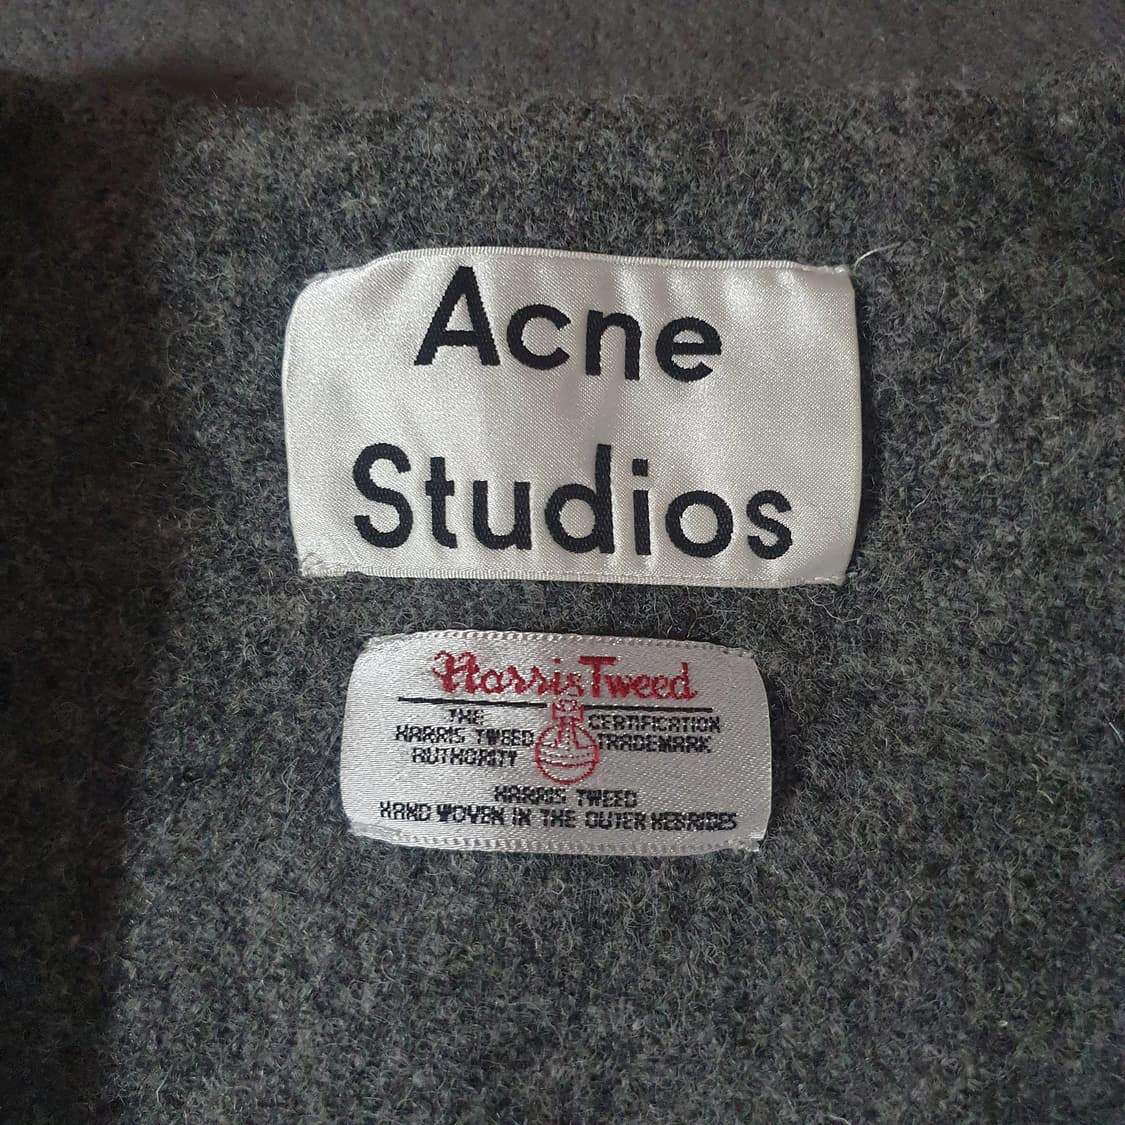 Acne
Studios
Harris Tweed
THE
HARRIS TWEED
AUTHORITY
CERTIFICATION
TRADEMARK
HARRIS TWEED
HAND WOVEN IN THE OUTER HEBRIDES